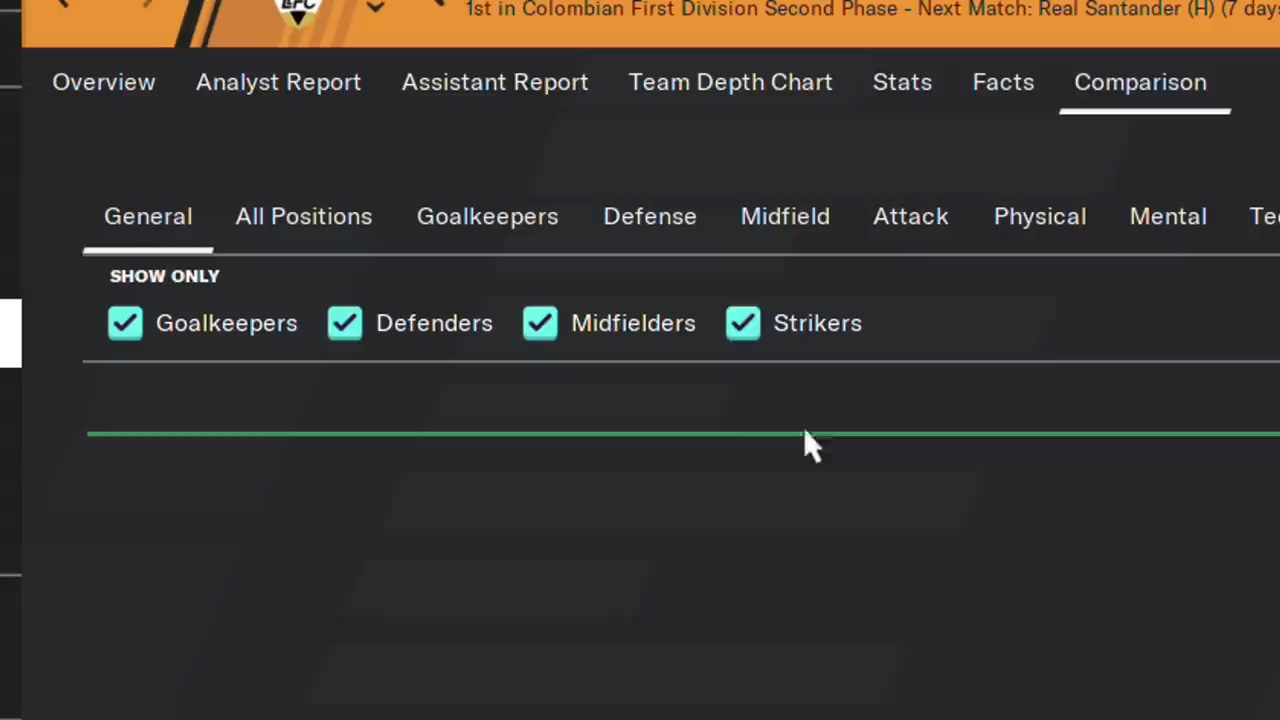 1st in Colombian First Division Second Phase - Next Match: Real Santander (H) (7 days
Overview Analyst Report Assistant Report Team Depth Chart Stats Facts Comparison
General All Positions Goalkeepers Defense Midfield Attack Physical Mental
SHOW ONLY
Goalkeepers Defenders Midfielders Strikers